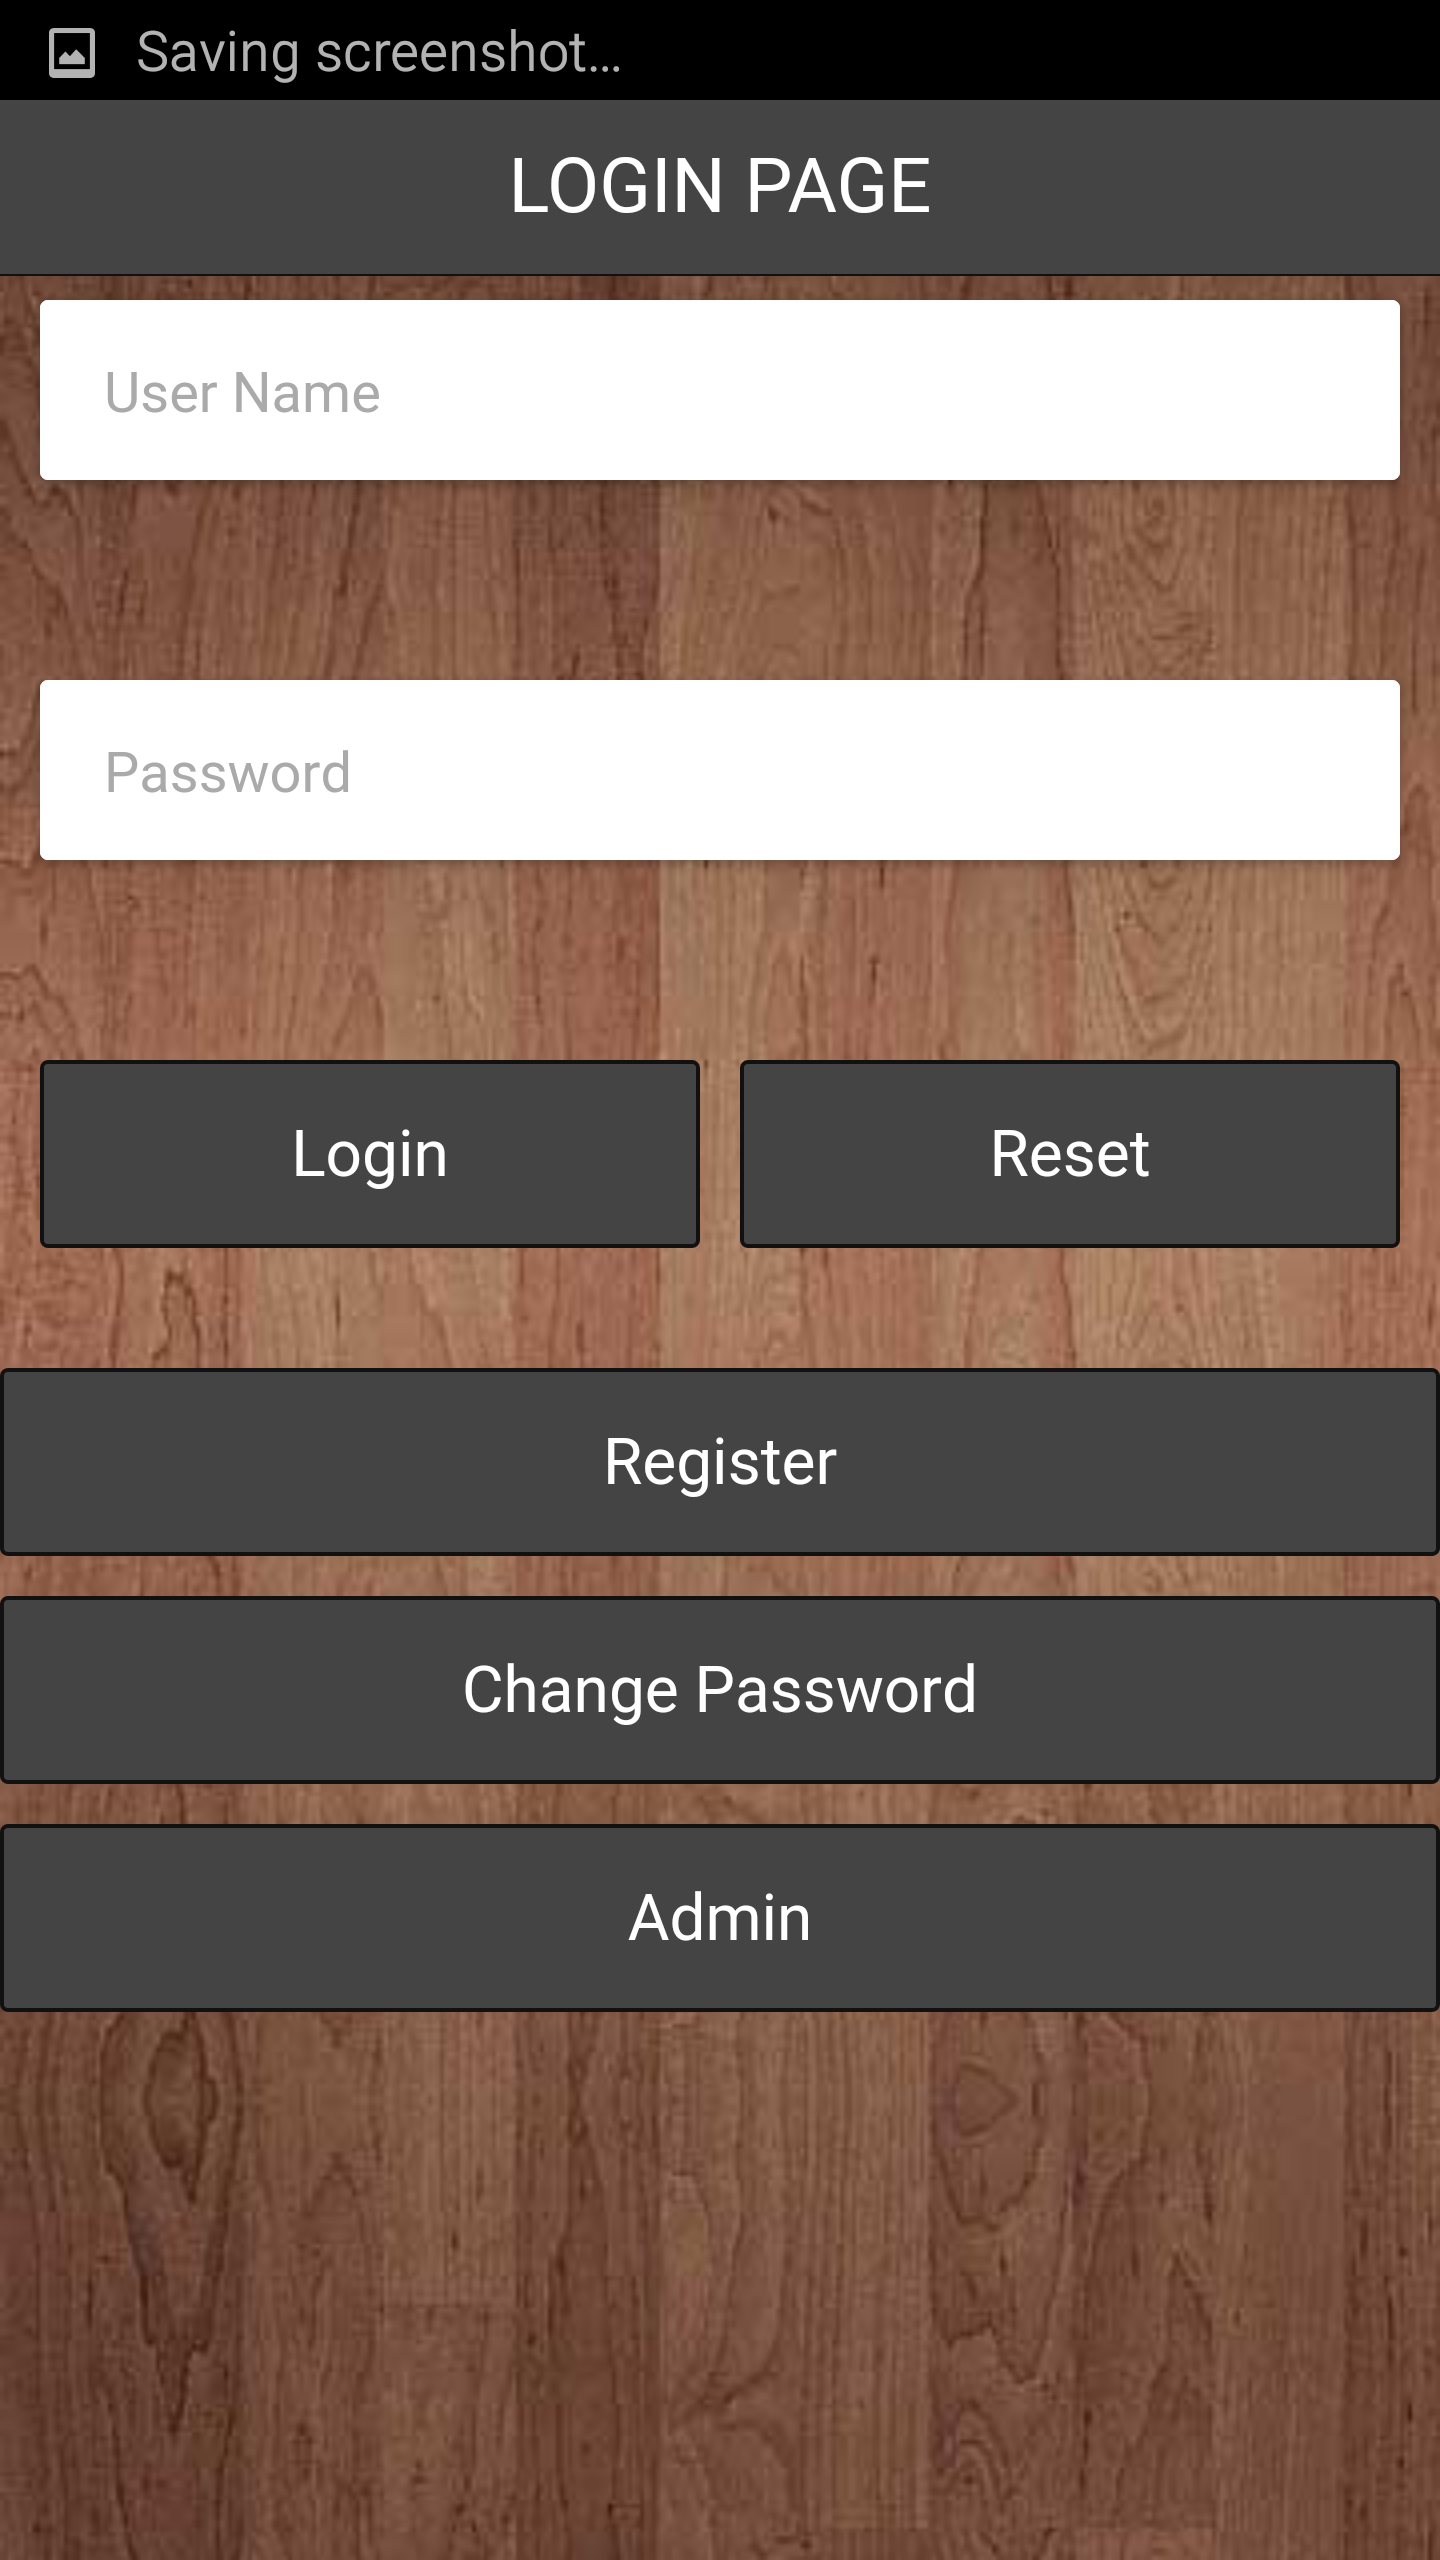 Saving screenshot...
LOGIN PAGE
User Name
Password
Login
Reset
Register
Change Password
Admin